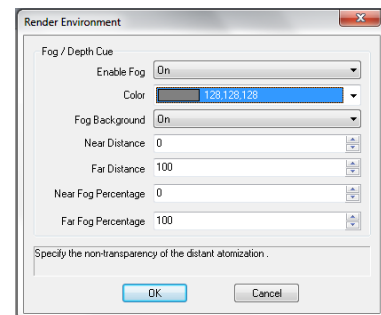 Render Environment
Fog / Depth Cue
Enable Fog On
Color 128,128,128
Fog Background On
Near Distance 0
Far Distance 100
Near Fog Percentage 0
Far Fog Percentage 100
Specify the non-transparency of the distant atomization .
OK Cancel